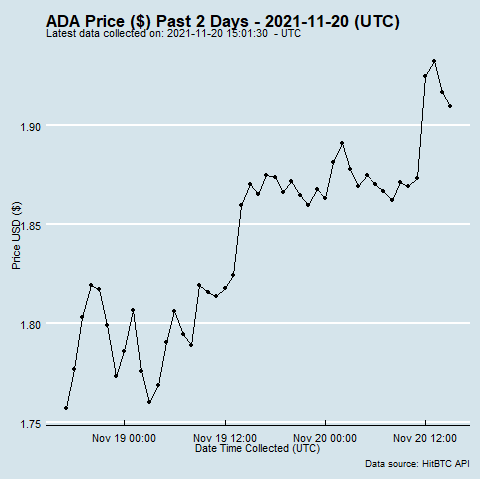 ADA Price ($) Past 2 Days - 2021-11-20 (UTC)
Latest data collected on: 2021-11-20 15:01:30 - UTC
1.90
1.85
1.80
1.75
Price USD ($)
Nov 19 00:00 Nov 19 12:00 Nov 20 00:00 Nov 20 12:00
Date Time Collected (UTC)
Data source: HitBTC API